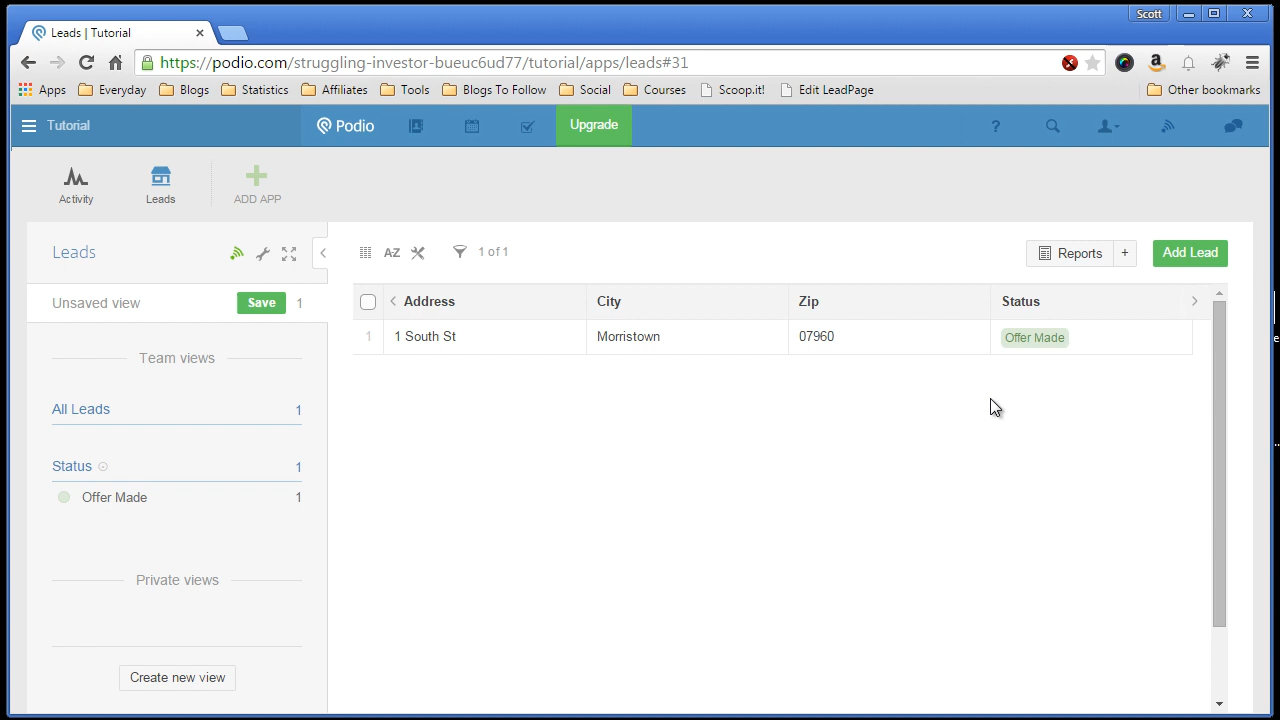 Scott
Leads | Tutorial
https://podio.com/struggling-investor-bueuc6ud77/tutorial/apps/leads#31
Apps Everyday Blogs Statistics Affiliates Tools Blogs To Follow Social Courses Scoop.it! Edit LeadPage Other bookmarks
Tutorial Podio Upgrade ?
Activity Leads ADD APP
Leads
A-Z 1 of 1 Reports + Add Lead
Unsaved view Save 1
Address City Zip Status
1 1 South St Morristown 07960 Offer Made
Team views
All Leads 1
Status 1
Offer Made 1
Private views
Create new view